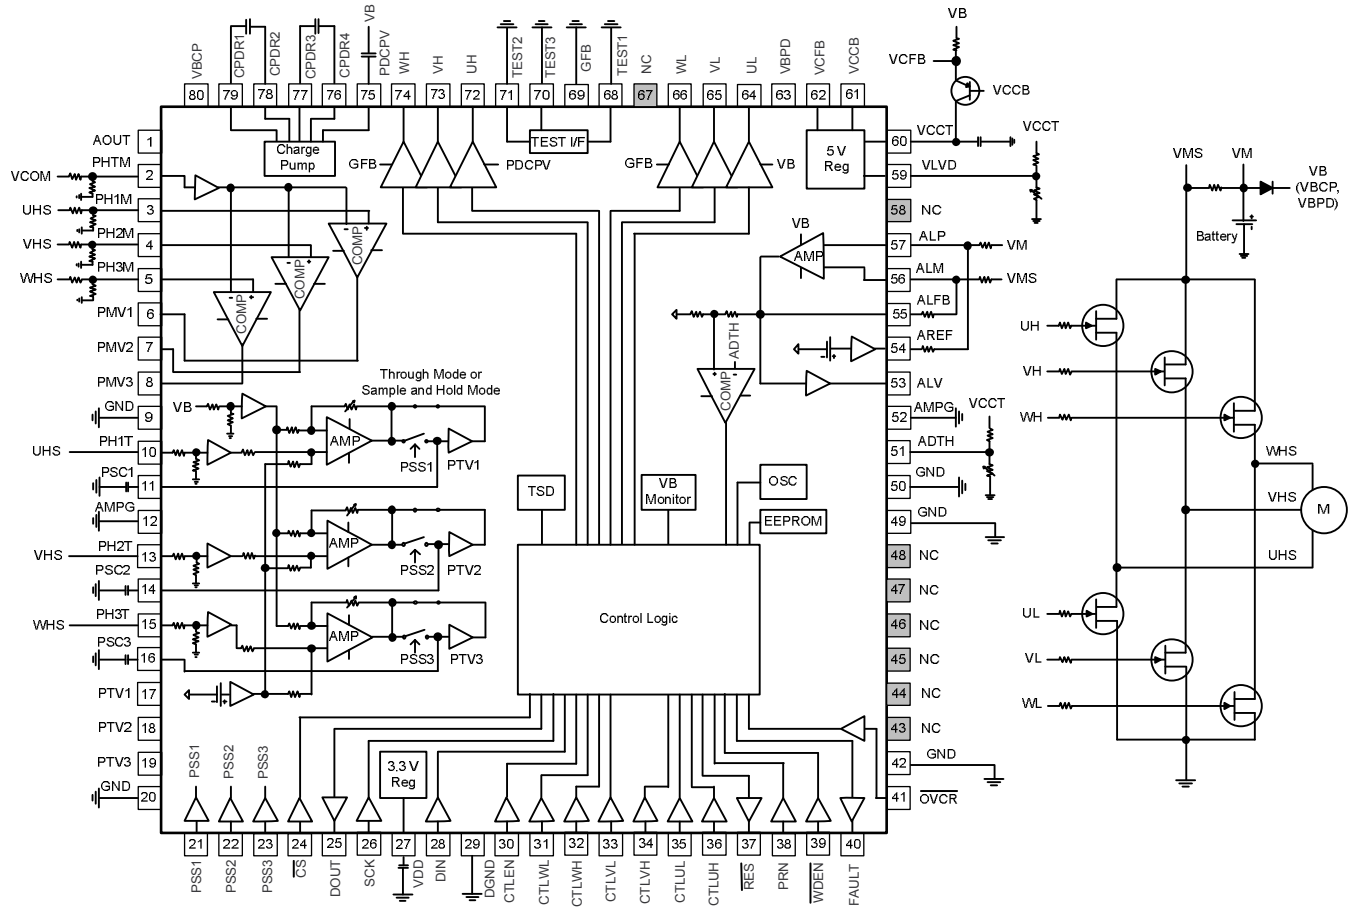 VBCP
CPDR1
CPDR2
CPDR3
CPDR4
VB
PDCPV
WH
VH
UH
TEST2
TEST3
GFB
TEST1
NC
WL
VL
UL
VBPD
VCFB
VCCB
80 79 78 77 76 75 74 73 72 71 70 69 68 67 66 65 64 63 62 61
VB
VCFB
VCCB
AOUT 1
VCOM PHTM 2
UHS PH1M 3
VHS PH2M 4
WHS PH3M 5
PMV1 6
PMV2 7
PMV3 8
GND 9
UHS PH1T 10
PSC1 11
AMPG 12
VHS PH2T 13
PSC2 14
WHS PH3T 15
PSC3 16
PTV1 17
PTV2 18
PTV3 19
GND 20
Charge
Pump
GFB
PDCPV
TEST I/F
GFB
VB
5 V
Reg
- +
COMP
- +
COMP
- +
COMP
VB
AMP
ADTH
- +
COMP
- +
Through Mode or
Sample and Hold Mode
VB
AMP
PSS1
PTV1
AMP
PSS2
PTV2
AMP
PSS3
PTV3
- +
TSD
VB
Monitor
OSC
EEPROM
Control Logic
3.3 V
Reg
PSS1
PSS2
PSS3
60 VCCT
VCCT
59 VLVD
58 NC
57 ALP VM
56 ALM VMS
55 ALFB
54 AREF
53 ALV
52 AMPG
VCCT
51 ADTH
50 GND
49 GND
48 NC
47 NC
46 NC
45 NC
44 NC
43 NC
42 GND
41 OVCR
21 22 23 24 25 26 27 28 29 30 31 32 33 34 35 36 37 38 39 40
PSS1
PSS2
PSS3
CS
DOUT
SCK
VDD
DIN
DGND
CTLEN
CTLWL
CTLWH
CTLVL
CTLVH
CTLUL
CTLUH
RES
PRN
WDEN
FAULT
VMS
VM
VB
(VBCP,
VBPD)
Battery
+
-
UH
VH
WH
WHS
VHS
UHS
M
UL
VL
WL